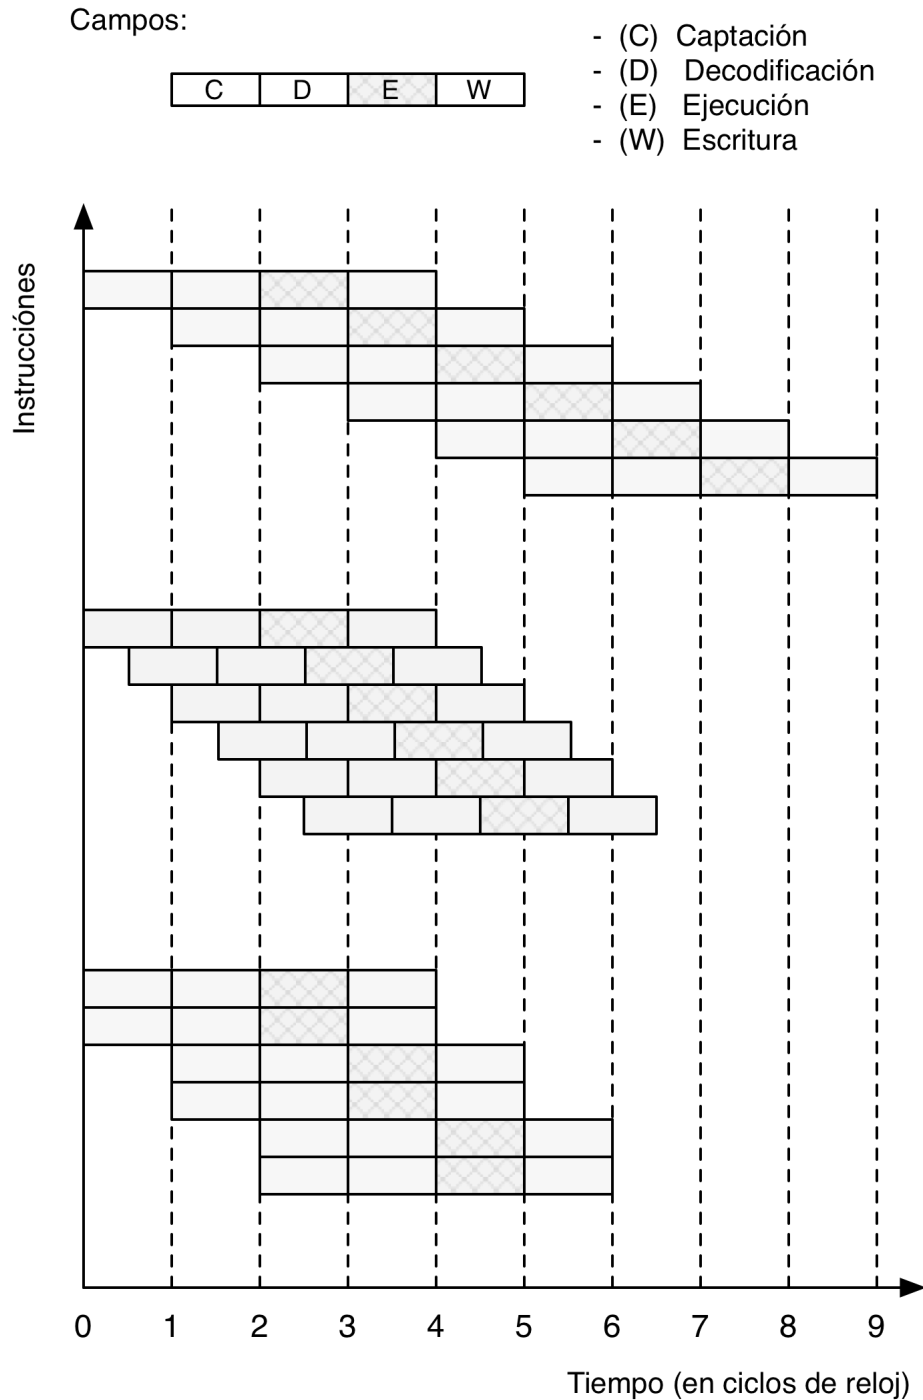 Campos:
- (C) Captación
- (D) Decodificación
- (E) Ejecución
- (W) Escritura
C D E W
Instrucciónes
0 1 2 3 4 5 6 7 8 9
Tiempo (en ciclos de reloj)